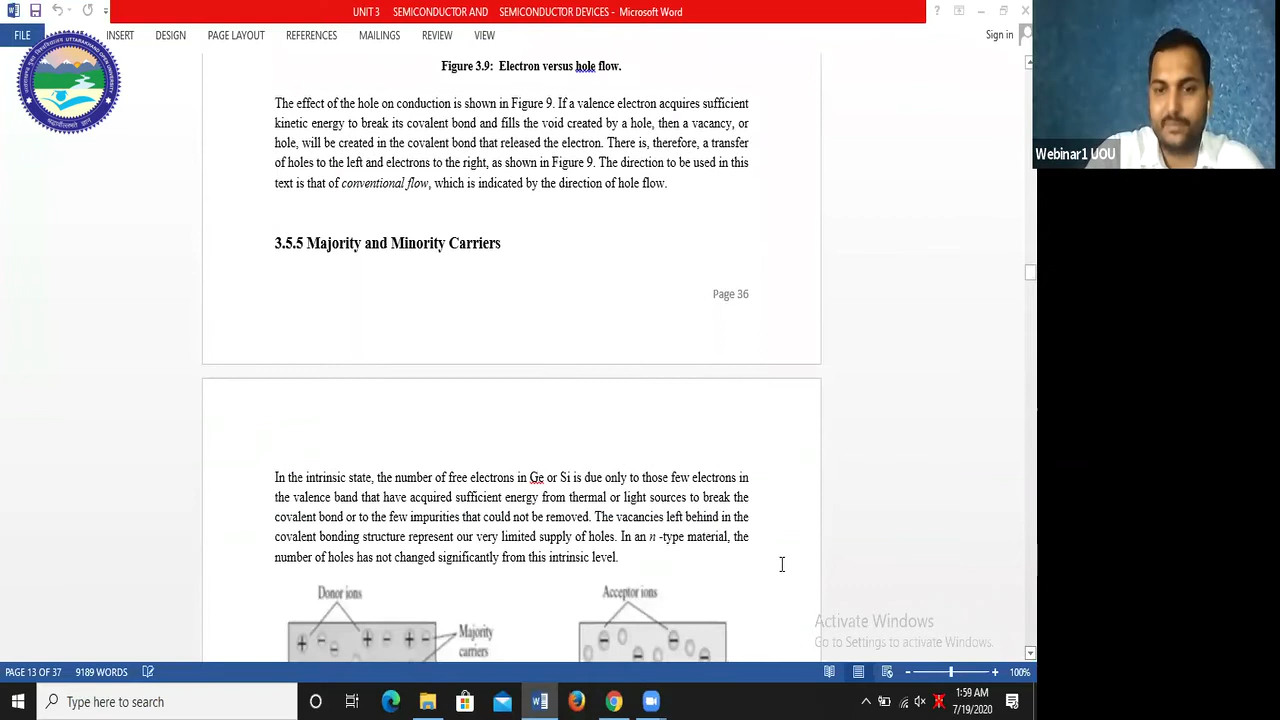 UNIT 3 SEMICONDUCTOR AND SEMICONDUCTOR DEVICES - Microsoft Word
FILE INSERT DESIGN PAGE LAYOUT REFERENCES MAILINGS REVIEW VIEW Sign in
Figure 3.9: Electron versus hole flow.
The effect of the hole on conduction is shown in Figure 9. If a valence electron acquires sufficient
kinetic energy to break its covalent bond and fills the void created by a hole, then a vacancy, or
hole, will be created in the covalent bond that released the electron. There is, therefore, a transfer
of holes to the left and electrons to the right, as shown in Figure 9. The direction to be used in this
text is that of conventional flow, which is indicated by the direction of hole flow.
3.5.5 Majority and Minority Carriers
Page 36
In the intrinsic state, the number of free electrons in Ge or Si is due only to those few electrons in
the valence band that have acquired sufficient energy from thermal or light sources to break the
covalent bond or to the few impurities that could not be removed. The vacancies left behind in the
covalent bonding structure represent our very limited supply of holes. In an n -type material, the
number of holes has not changed significantly from this intrinsic level.
Donor ions
Acceptor ions
Majority
carriers
Webinar1 UOU
Activate Windows
Go to Settings to activate Windows.
PAGE 13 OF 37 9189 WORDS 100%
Type here to search
1:59 AM
7/19/2020